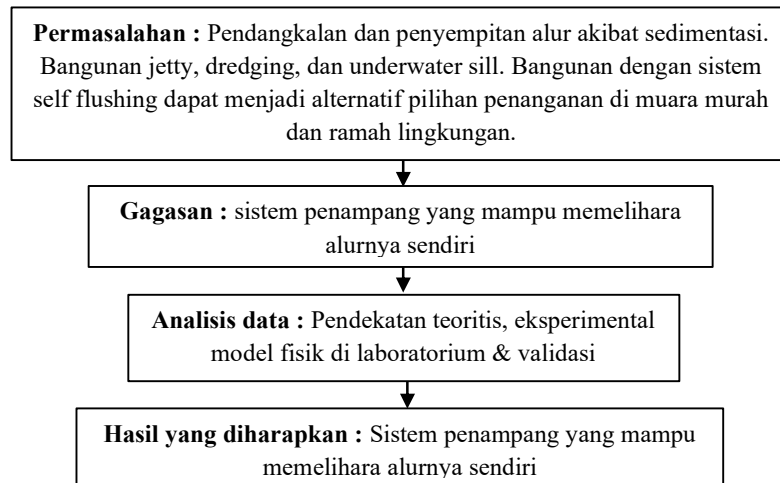 Permasalahan : Pendangkalan dan penyempitan alur akibat sedimentasi.
Bangunan jetty, dredging, dan underwater sill. Bangunan dengan sistem
self flushing dapat menjadi alternatif pilihan penanganan di muara murah
dan ramah lingkungan.
Gagasan : sistem penampang yang mampu memelihara
alurnya sendiri
Analisis data : Pendekatan teoritis, eksperimental
model fisik di laboratorium & validasi
Hasil yang diharapkan : Sistem penampang yang mampu
memelihara alurnya sendiri